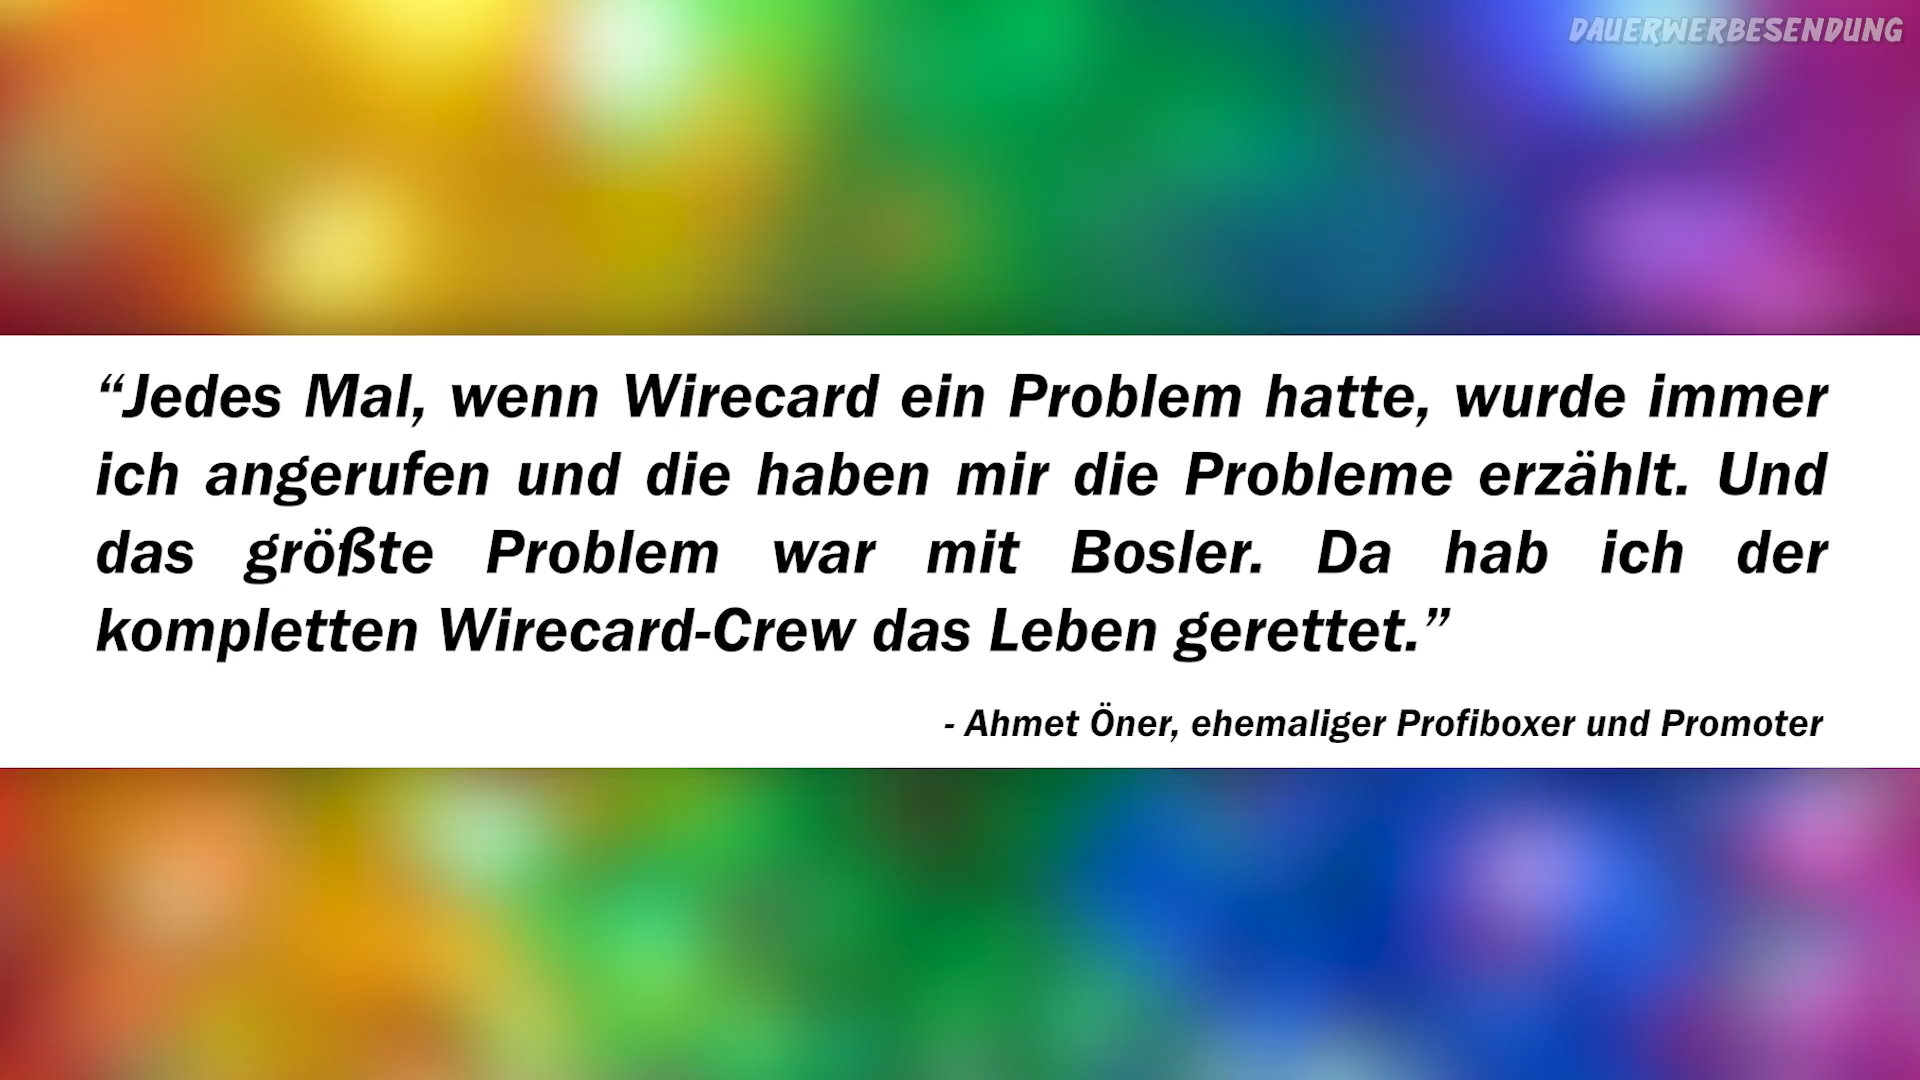 DAUERWERBESENDUNG
“Jedes Mal, wenn Wirecard ein Problem hatte, wurde immer
ich angerufen und die haben mir die Probleme erzählt. Und
das größte Problem war mit Bosler. Da hab ich der
kompletten Wirecard-Crew das Leben gerettet.”
- Ahmet Öner, ehemaliger Profiboxer und Promoter